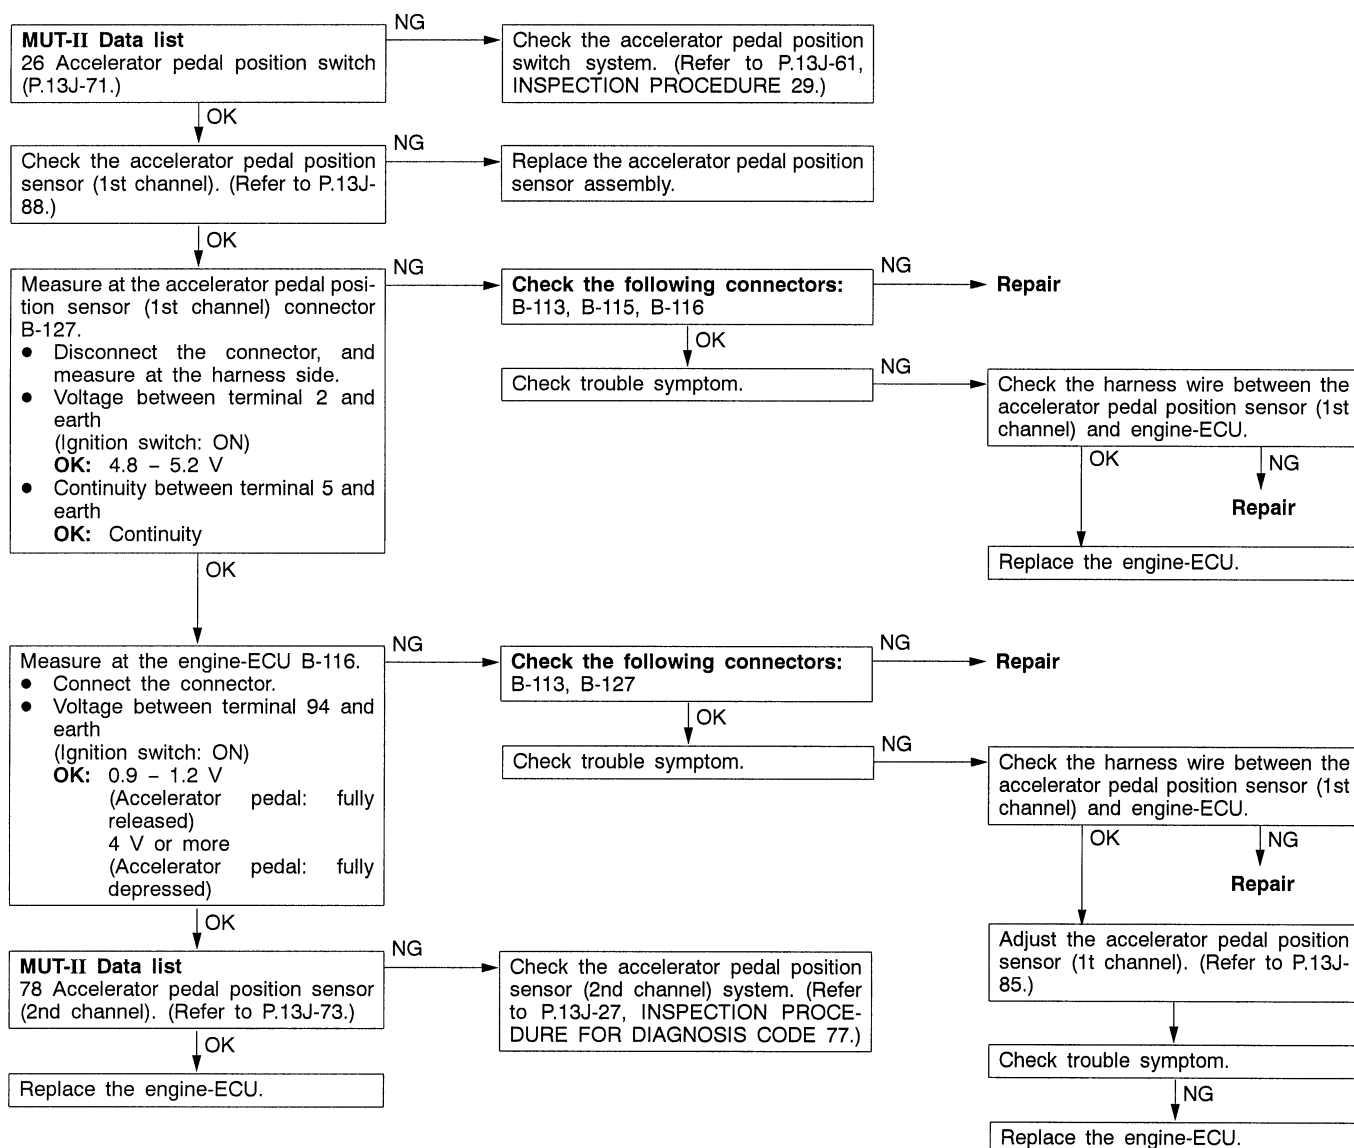 MUT-II Data list
26 Accelerator pedal position switch
(P.13J-71.)
NG
Check the accelerator pedal position
switch system. (Refer to P.13J-61,
INSPECTION PROCEDURE 29.)
OK
Check the accelerator pedal position
sensor (1st channel). (Refer to P.13J-
88.)
NG
Replace the accelerator pedal position
sensor assembly.
OK
Measure at the accelerator pedal posi-
tion sensor (1st channel) connector
B-127.
● Disconnect the connector, and
measure at the harness side.
● Voltage between terminal 2 and
earth
(Ignition switch: ON)
OK: 4.8 – 5.2 V
● Continuity between terminal 5 and
earth
OK: Continuity
NG
Check the following connectors:
B-113, B-115, B-116
NG
Repair
OK
Check trouble symptom.
NG
Check the harness wire between the
accelerator pedal position sensor (1st
channel) and engine-ECU.
OK
NG
Repair
Replace the engine-ECU.
OK
Measure at the engine-ECU B-116.
● Connect the connector.
● Voltage between terminal 94 and
earth
(Ignition switch: ON)
OK: 0.9 – 1.2 V
(Accelerator pedal: fully
released)
4 V or more
(Accelerator pedal: fully
depressed)
NG
Check the following connectors:
B-113, B-127
NG
Repair
OK
Check trouble symptom.
NG
Check the harness wire between the
accelerator pedal position sensor (1st
channel) and engine-ECU.
OK
NG
Repair
Adjust the accelerator pedal position
sensor (1t channel). (Refer to P.13J-
85.)
Check trouble symptom.
NG
Replace the engine-ECU.
OK
MUT-II Data list
78 Accelerator pedal position sensor
(2nd channel). (Refer to P.13J-73.)
NG
Check the accelerator pedal position
sensor (2nd channel) system. (Refer
to P.13J-27, INSPECTION PROCE-
DURE FOR DIAGNOSIS CODE 77.)
OK
Replace the engine-ECU.